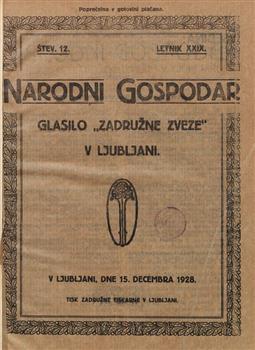 Poprečnina v gotovini plačana.
ŠTEV. 12.
LETNIK XXIX.
NARODNI GOSPODAR
GLASILO „ZADRUŽNE ZVEZE"
V LJUBLJANI.
V LJUBLJANI, DNE 15. DECEMBRA 1928.
TISK ZADRUŽNE TISKARNE V LJUBLJANI.